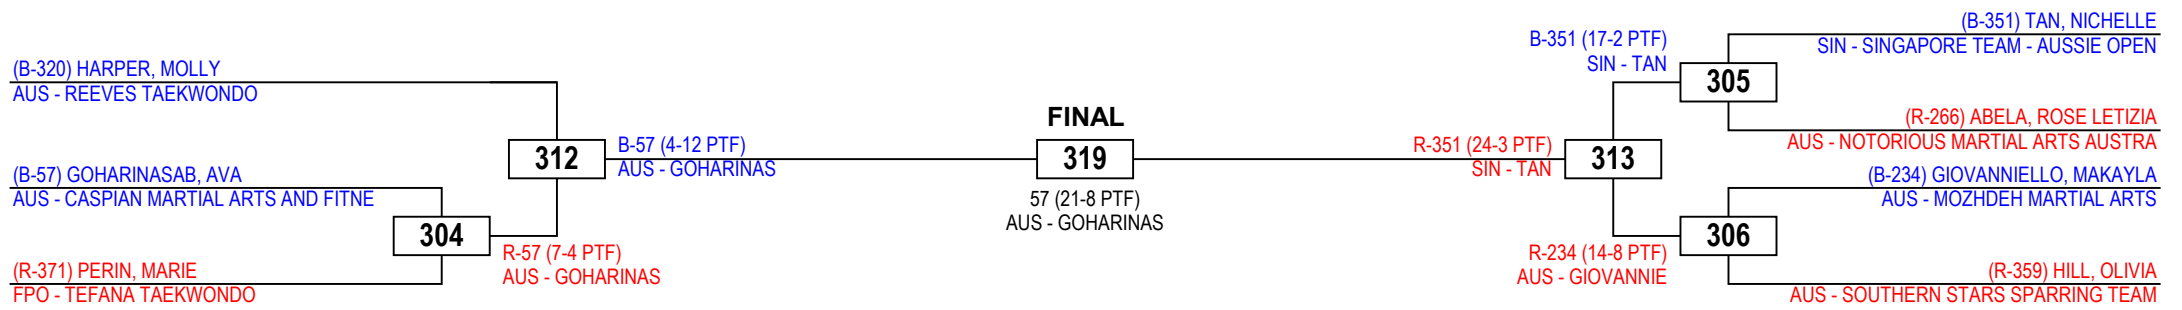 (B-320) HARPER, MOLLY
AUS - REEVES TAEKWONDO
(B-57) GOHARINASAB, AVA
AUS - CASPIAN MARTIAL ARTS AND FITNE
(R-371) PERIN, MARIE
FPO - TEFANA TAEKWONDO
304
R-57 (7-4 PTF)
AUS - GOHARINAS
312
B-57 (4-12 PTF)
AUS - GOHARINAS
FINAL
319
57 (21-8 PTF)
AUS - GOHARINAS
R-351 (24-3 PTF)
SIN - TAN
313
B-351 (17-2 PTF)
SIN - TAN
R-234 (14-8 PTF)
AUS - GIOVANNIE
305
306
(B-351) TAN, NICHELLE
SIN - SINGAPORE TEAM - AUSSIE OPEN
(R-266) ABELA, ROSE LETIZIA
AUS - NOTORIOUS MARTIAL ARTS AUSTRA
(B-234) GIOVANNIELLO, MAKAYLA
AUS - MOZHDEH MARTIAL ARTS
(R-359) HILL, OLIVIA
AUS - SOUTHERN STARS SPARRING TEAM